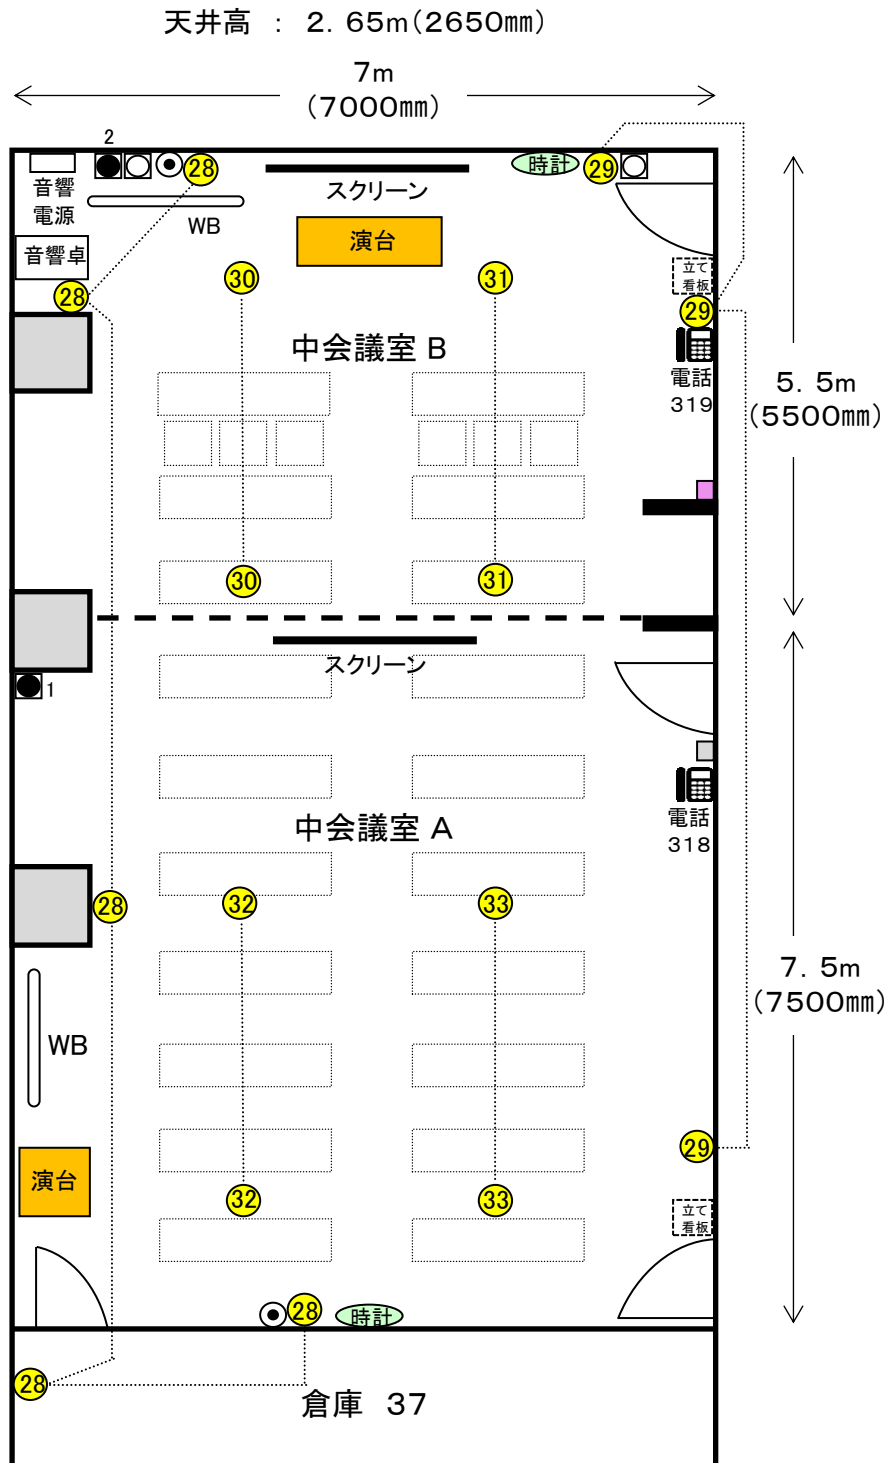 天井高 : 2. 65m(2650㎜)
7m
(7000㎜)
2
28
時計
29
音響
電源
スクリーン
WB
演台
音響卓
立て
看板
30
31
28
29
中会議室 B
電話
319
5. 5m
(5500㎜)
30
31
スクリーン
1
中会議室 A
電話
318
28
32
33
7. 5m
(7500㎜)
WB
29
演台
32
33
立て
看板
28
時計
28
倉庫 37